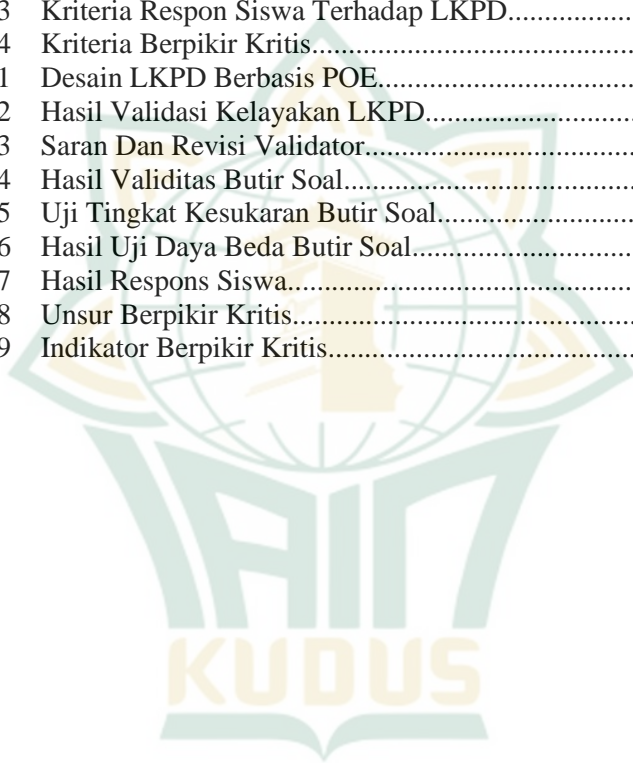 3 Kriteria Respon Siswa Terhadap LKPD......................
4 Kriteria Berpikir Kritis...................................................
1 Desain LKPD Berbasis POE........................................
2 Hasil Validasi Kelayakan LKPD..................................
3 Saran Dan Revisi Validator...........................................
4 Hasil Validitas Butir Soal..............................................
5 Uji Tingkat Kesukaran Butir Soal................................
6 Hasil Uji Daya Beda Butir Soal....................................
7 Hasil Respons Siswa......................................................
8 Unsur Berpikir Kritis.....................................................
9 Indikator Berpikir Kritis...............................................
IAIN
KUDUS